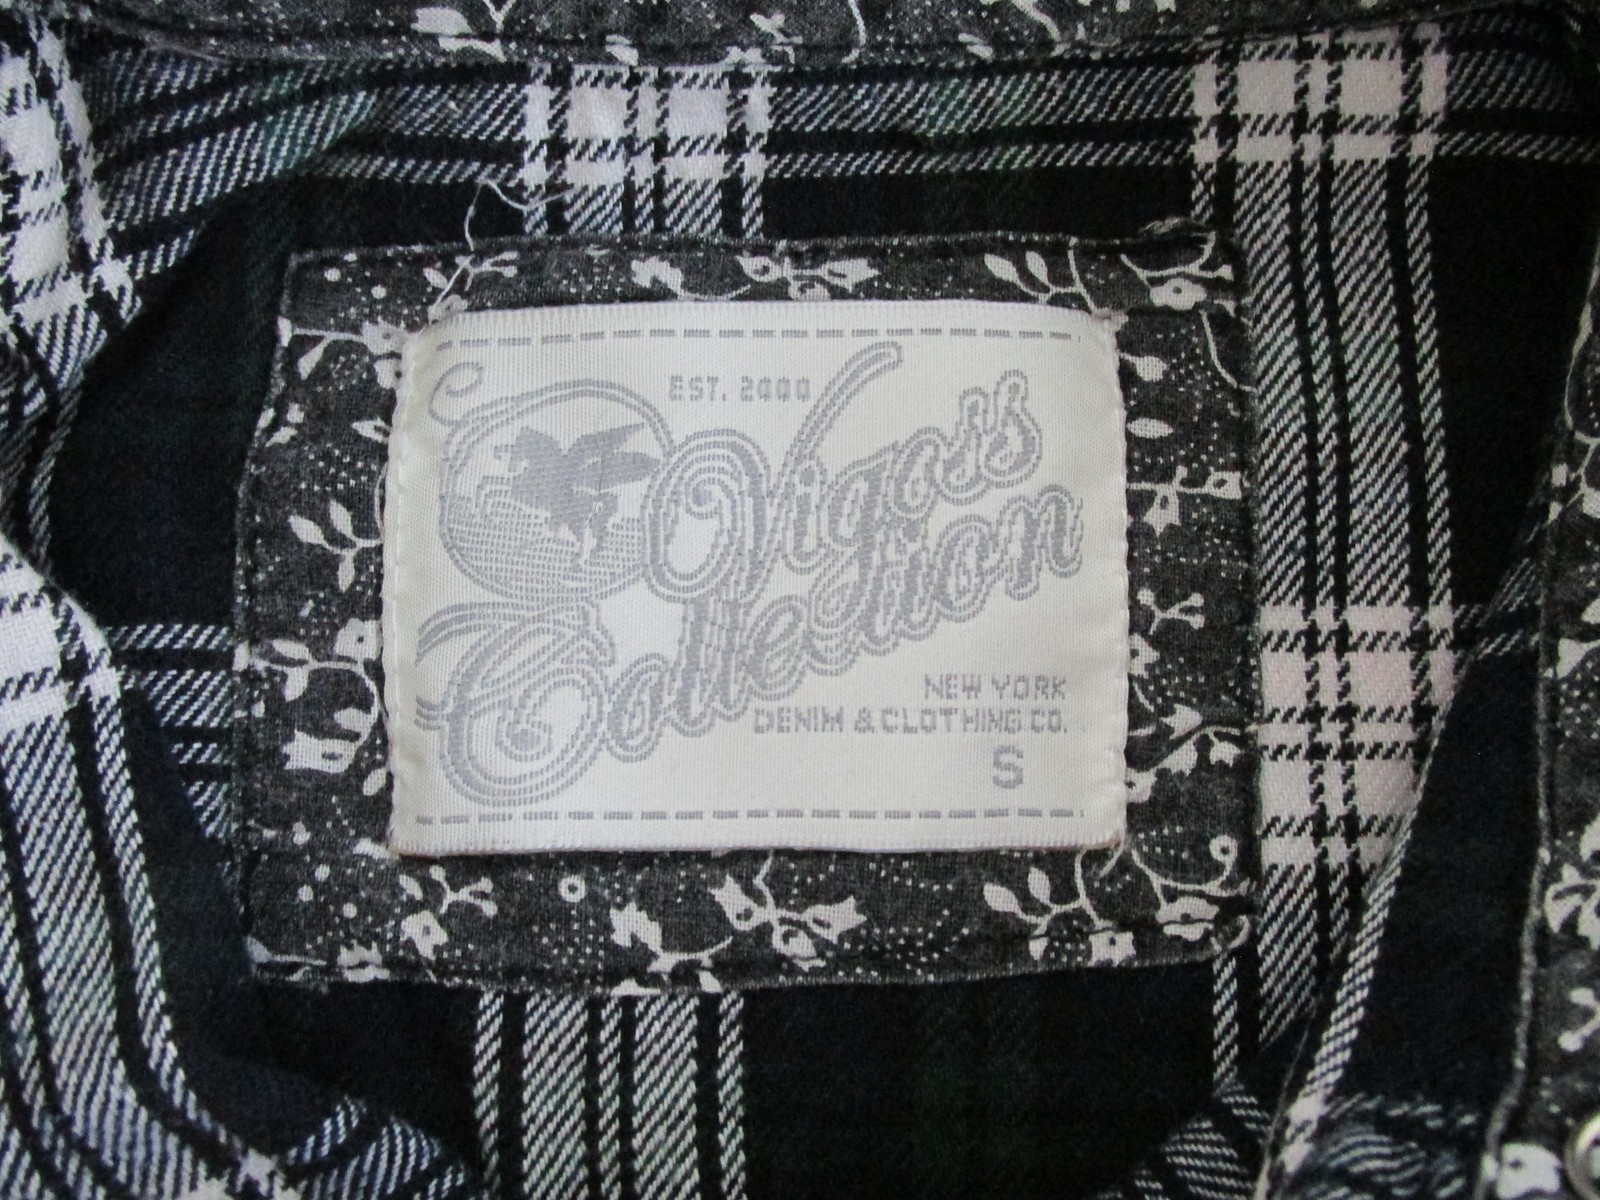 EST. 2000
Vigoss
Collection
NEW YORK
DENIM & CLOTHING CO.
S